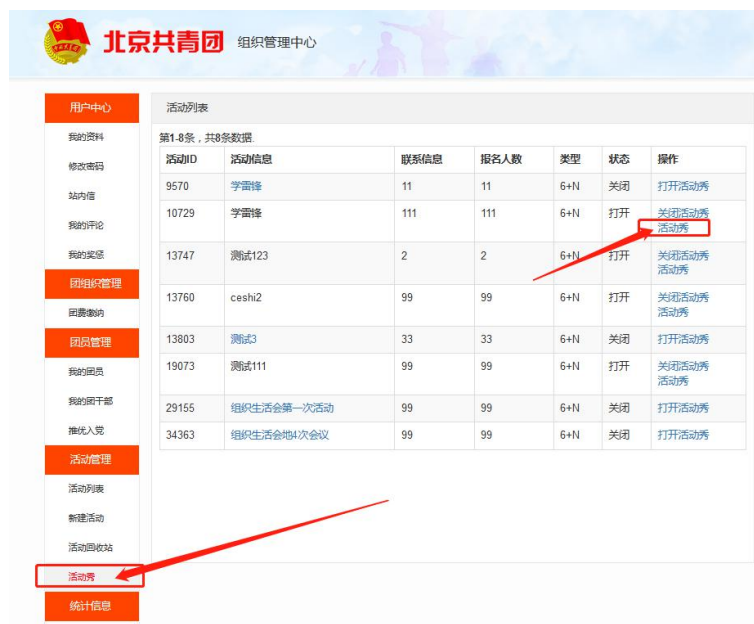 北京共青团 组织管理中心
用户中心
我的资料
修改密码
站内信
我的评论
我的奖惩
团组织管理
团费缴纳
团员管理
我的团员
我的团干部
推优入党
活动管理
活动列表
新建活动
活动回收站
活动秀
统计信息
活动列表
第1-8条，共8条数据.
活动ID 活动信息 联系信息 报名人数 类型 状态 操作
9570 学雷锋 11 11 6+N 关闭 打开活动秀
10729 学雷锋 111 111 6+N 打开 关闭活动秀
活动秀
13747 测试123 2 2 6+N 打开 关闭活动秀
活动秀
13760 ceshi2 99 99 6+N 打开 关闭活动秀
活动秀
13803 测试3 33 33 6+N 关闭 打开活动秀
19073 测试111 99 99 6+N 打开 关闭活动秀
活动秀
29155 组织生活会第一次活动 99 99 6+N 关闭 打开活动秀
34363 组织生活会地4次会议 99 99 6+N 关闭 打开活动秀